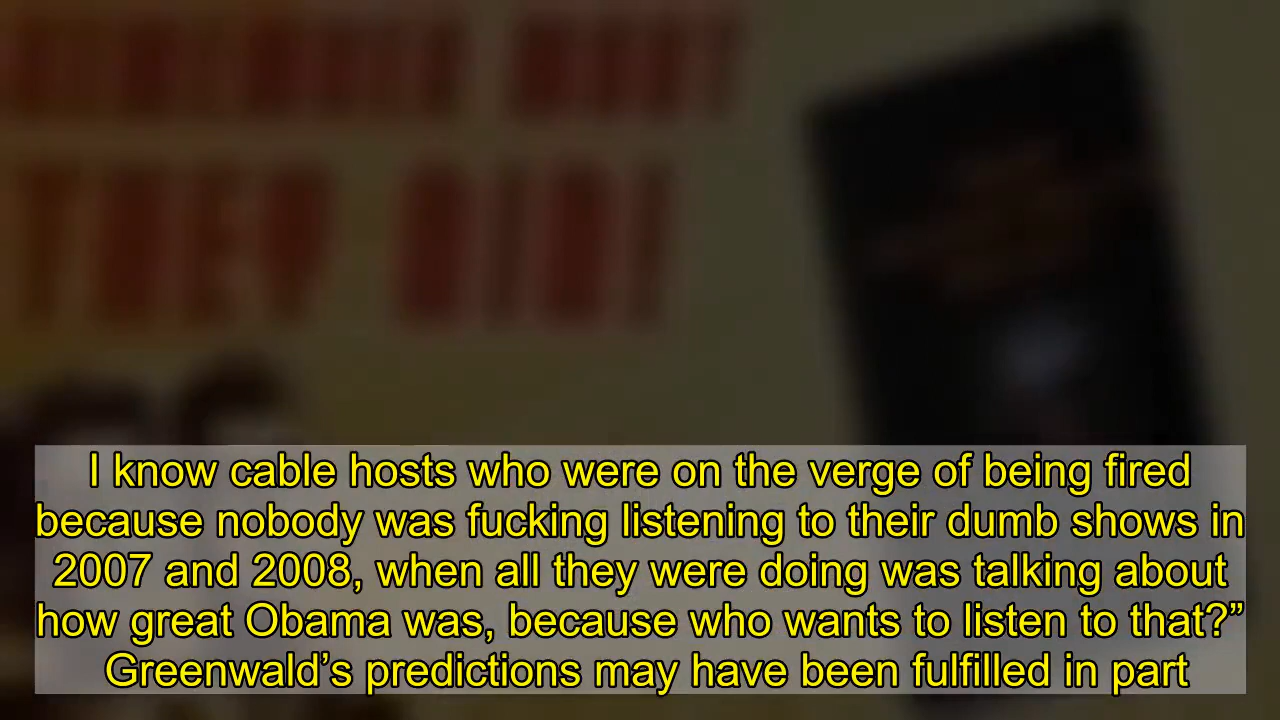 THEY DID!
I know cable hosts who were on the verge of being fired
because nobody was fucking listening to their dumb shows in
2007 and 2008, when all they were doing was talking about
how great Obama was, because who wants to listen to that?”
Greenwald’s predictions may have been fulfilled in part